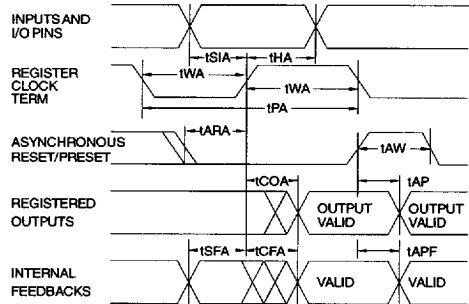 INPUTS AND
I/O PINS
tSIA
tHA
REGISTER
CLOCK
TERM
tWA
tWA
tPA
ASYNCHRONOUS
RESET/PRESET
tARA
tAW
REGISTERED
OUTPUTS
tCOA
tAP
OUTPUT
VALID
OUTPUT
VALID
INTERNAL
FEEDBACKS
tSFA
tCFA
tAPF
VALID
VALID